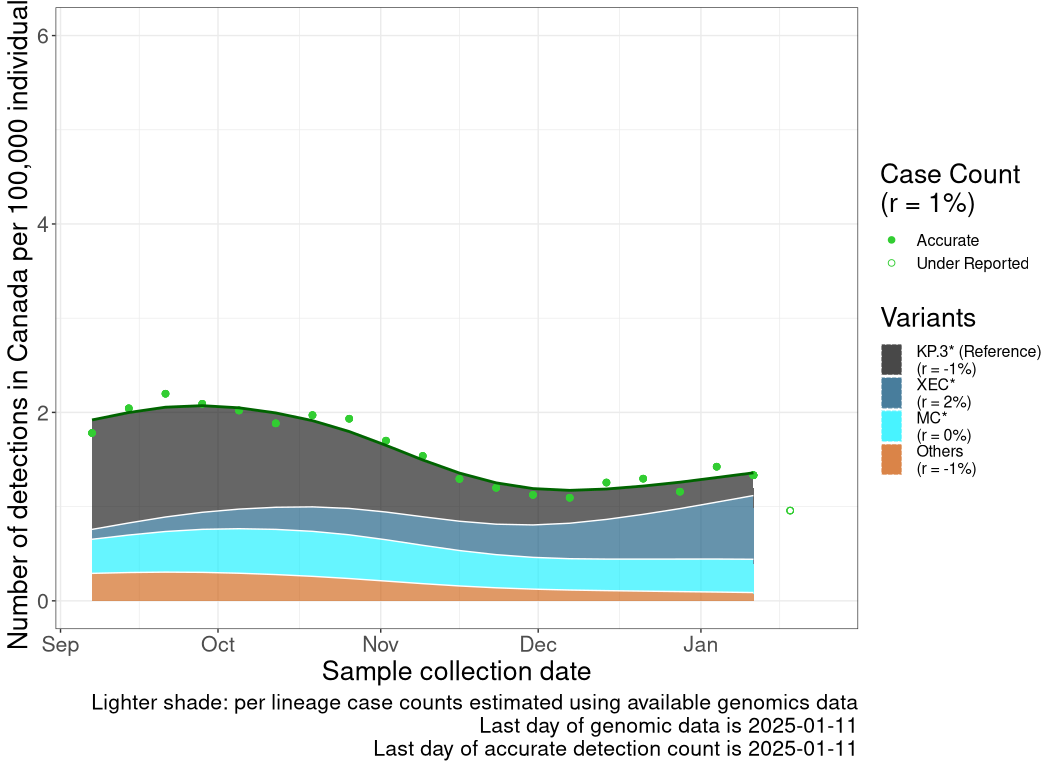 Number of detections in Canada per 100,000 individual
6
4
2
0
Sep
Oct
Nov
Dec
Jan
Sample collection date
Lighter shade: per lineage case counts estimated using available genomics data
Last day of genomic data is 2025-01-11
Last day of accurate detection count is 2025-01-11
Case Count
(r = 1%)
Accurate
Under Reported
Variants
KP.3* (Reference)
(r = -1%)
XEC*
(r = 2%)
MC*
(r = 0%)
Others
(r = -1%)